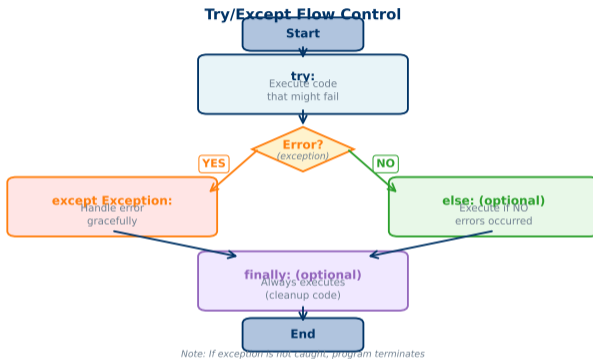 Try/Except Flow Control
Start
try:
Execute code
that might fail
Error?
(exception)
YES
NO
except Exception:
Handle error
gracefully
else: (optional)
Execute if NO
errors occurred
finally: (optional)
Always executes
(cleanup code)
End
Note: If exception is not caught, program terminates